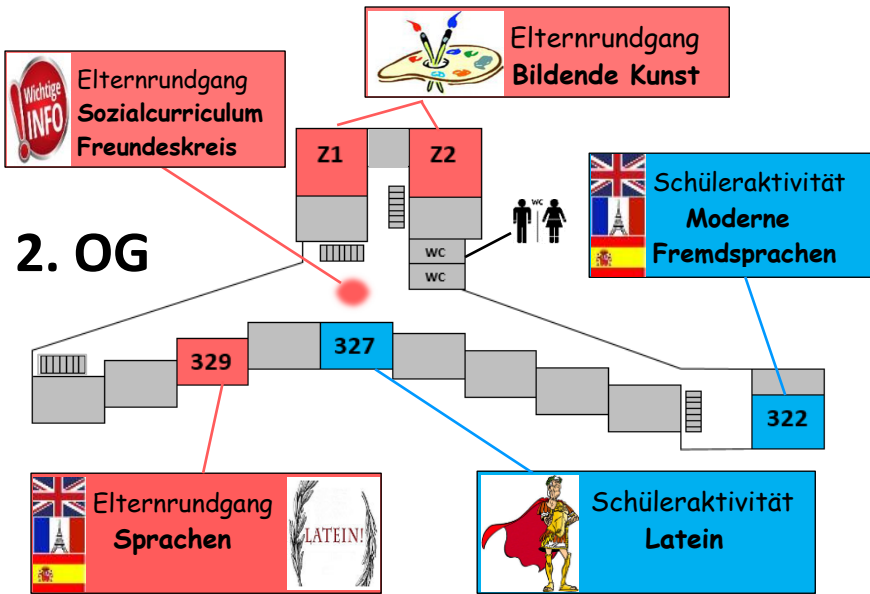 Elternrundgang
Bildende Kunst
Wichtige
INFO
Elternrundgang
Sozialcurriculum
Freundeskreis
Z1
Z2
Schüleraktivität
Moderne
Fremdsprachen
WC
2. OG
WC
WC
329
327
322
Elternrundgang
Sprachen
LATEIN!
Schüleraktivität
Latein